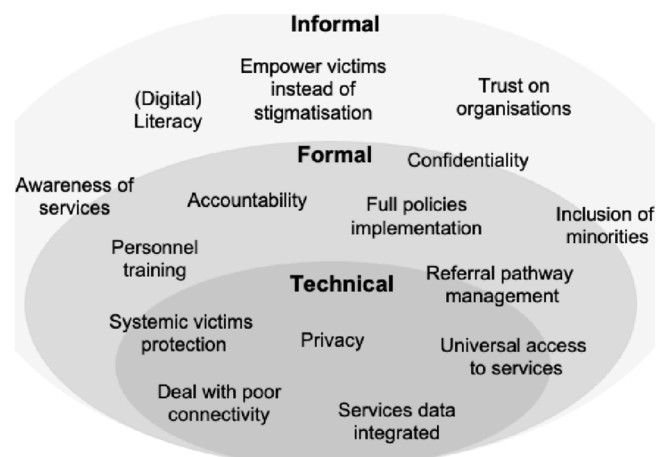 Informal
Empower victims
instead of
stigmatisation
(Digital)
Literacy
Trust on
organisations
Formal
Confidentiality
Awareness of
services
Accountability
Full policies
implementation
Inclusion of
minorities
Personnel
training
Technical
Referral pathway
management
Systemic victims
protection
Privacy
Universal access
to services
Deal with poor
connectivity
Services data
integrated